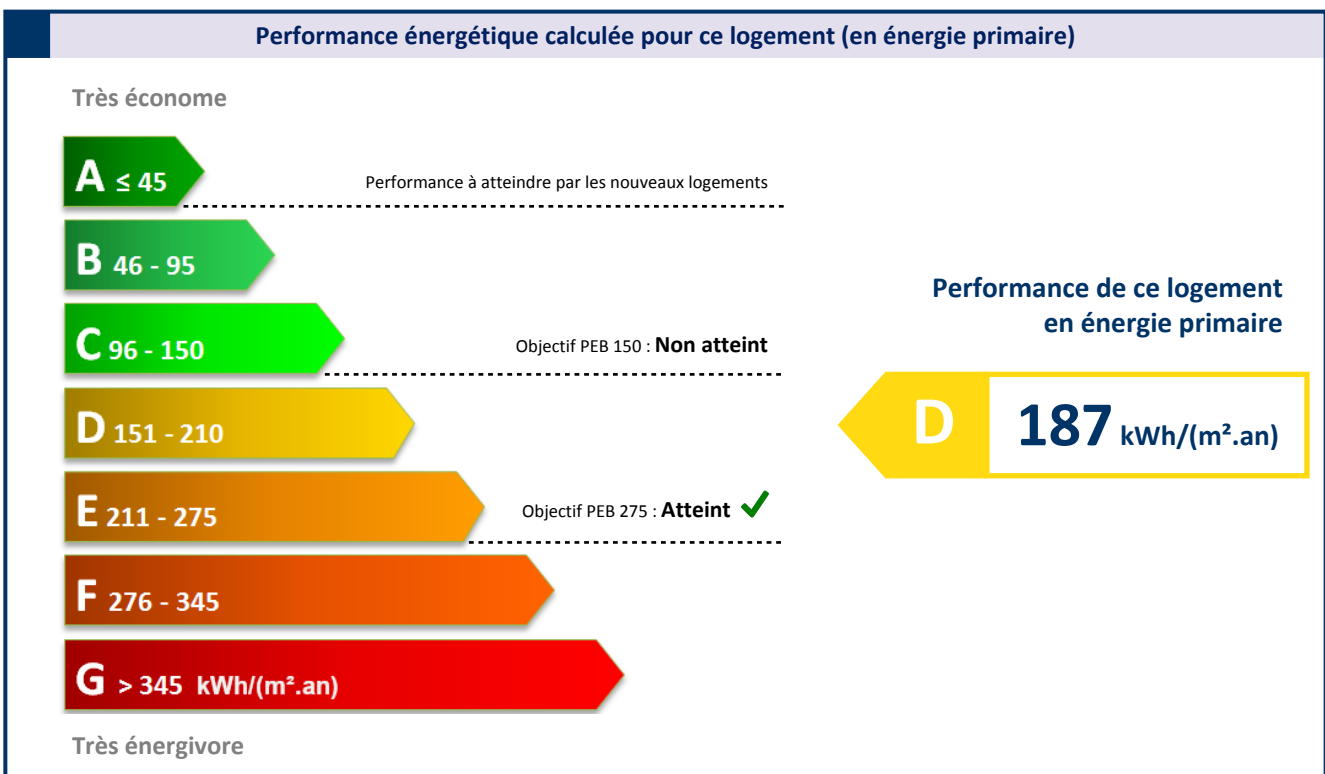 Performance énergétique calculée pour ce logement (en énergie primaire)
Très économe
A ≤ 45
Performance à atteindre par les nouveaux logements
B 46 - 95
C 96 - 150
Objectif PEB 150 : Non atteint
D 151 - 210
E 211 - 275
Objectif PEB 275 : Atteint
F 276 - 345
G > 345 kWh/(m².an)
Très énergivore
Performance de ce logement
en énergie primaire
D 187 kWh/(m².an)